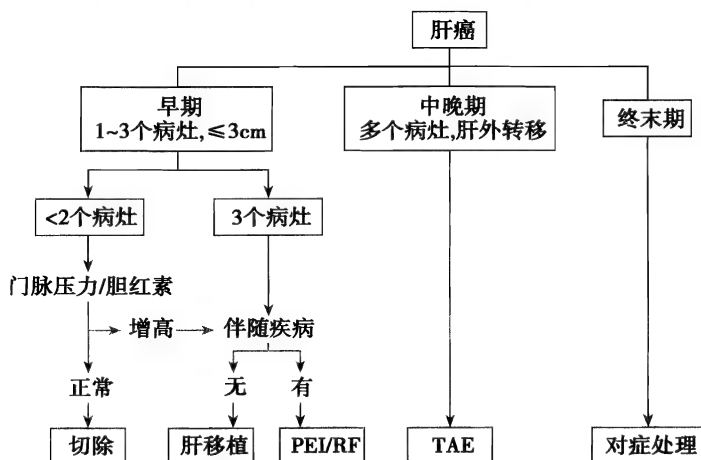 肝癌
早期
1~3个病灶,≤3cm
中晚期
多个病灶,肝外转移
终末期
<2个病灶
3个病灶
门脉压力/胆红素
增高
伴随疾病
正常
无
有
切除
肝移植
PEI/RF
TAE
对症处理